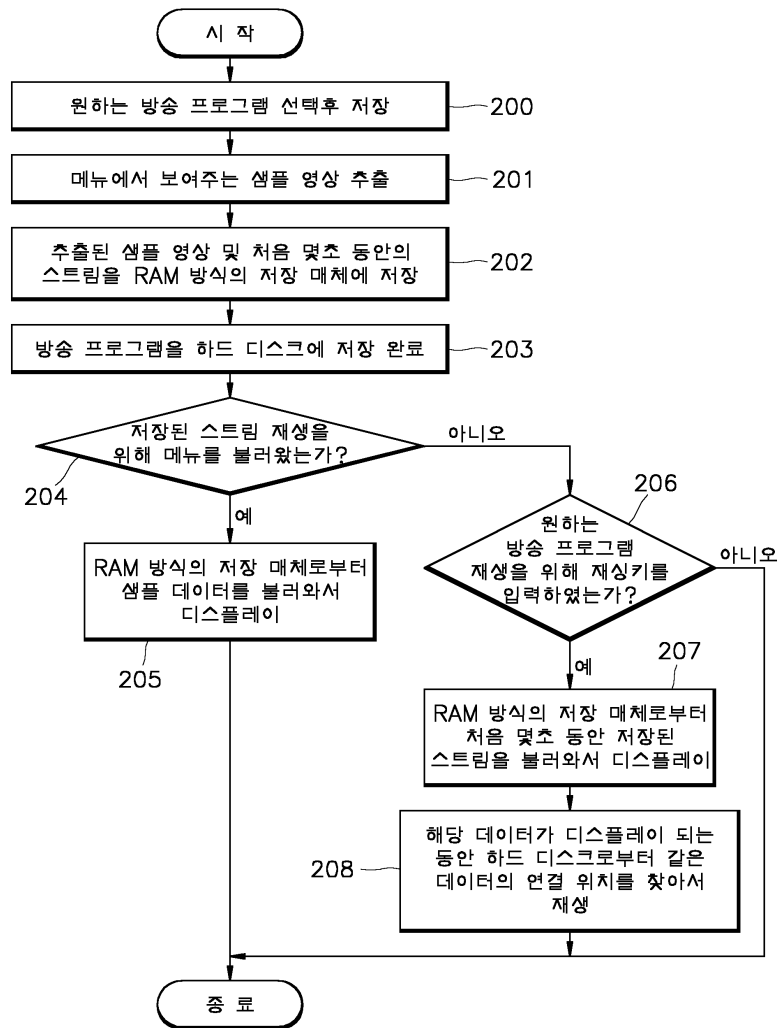 시 작
원하는 방송 프로그램 선택후 저장
200
메뉴에서 보여주는 샘플 영상 추출
201
추출된 샘플 영상 및 처음 몇초 동안의
스트림을 RAM 방식의 저장 매체에 저장
202
방송 프로그램을 하드 디스크에 저장 완료
203
저장된 스트림 재생을
위해 메뉴를 불러왔는가?
204
아니오
예
RAM 방식의 저장 매체로부터
샘플 데이터를 불러와서
디스플레이
205
206
원하는
방송 프로그램
재생을 위해 재싱키를
입력하였는가?
아니오
예
207
RAM 방식의 저장 매체로부터
처음 몇초 동안 저장된
스트림을 불러와서 디스플레이
해당 데이터가 디스플레이 되는
동안 하드 디스크로부터 같은
데이터의 연결 위치를 찾아서
재생
208
종 료